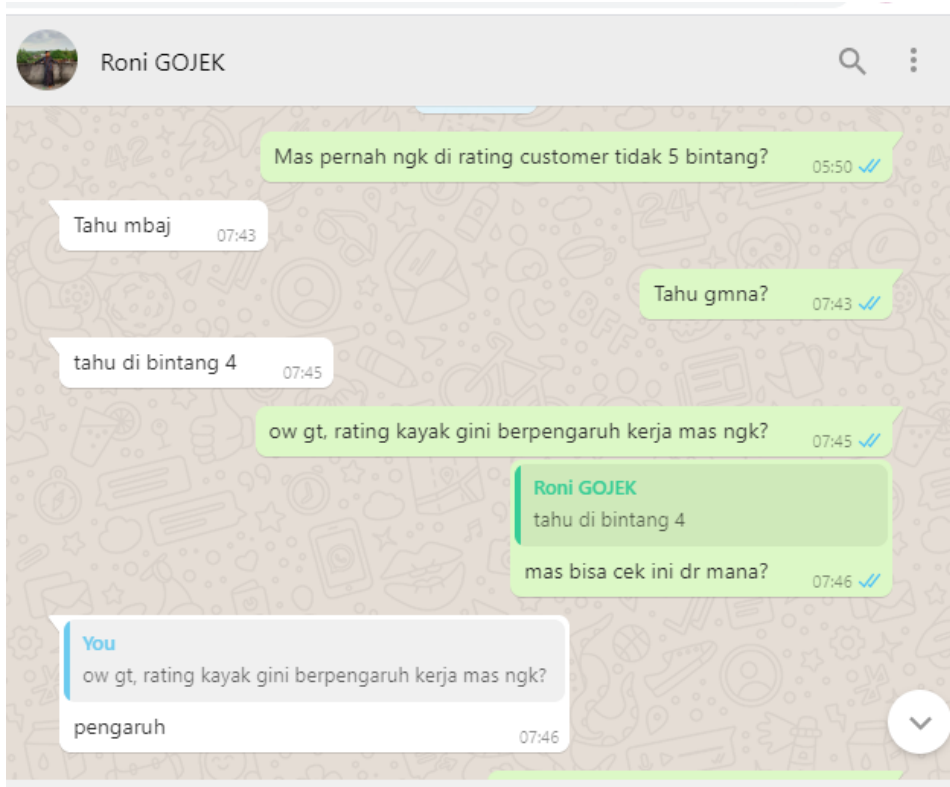 Roni GOJEK
Mas pernah ngk di rating customer tidak 5 bintang?
05:50
Tahu mbaj
07:43
Tahu gmna?
07:43
tahu di bintang 4
07:45
ow gt, rating kayak gini berpengaruh kerja mas ngk?
07:45
Roni GOJEK
tahu di bintang 4
mas bisa cek ini dr mana?
07:46
You
ow gt, rating kayak gini berpengaruh kerja mas ngk?
pengaruh
07:46